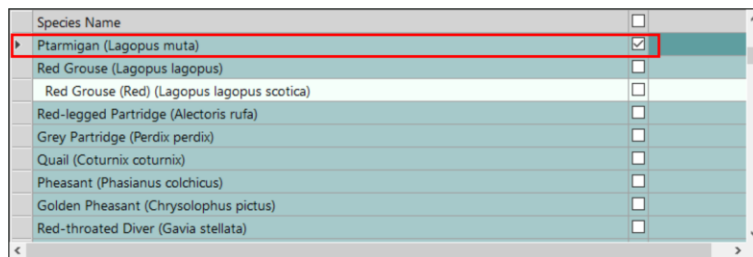 Species Name
Ptarmigan (Lagopus muta)
Red Grouse (Lagopus lagopus)
Red Grouse (Red) (Lagopus lagopus scotica)
Red-legged Partridge (Alectoris rufa)
Grey Partridge (Perdix perdix)
Quail (Coturnix coturnix)
Pheasant (Phasianus colchicus)
Golden Pheasant (Chrysolophus pictus)
Red-throated Diver (Gavia stellata)